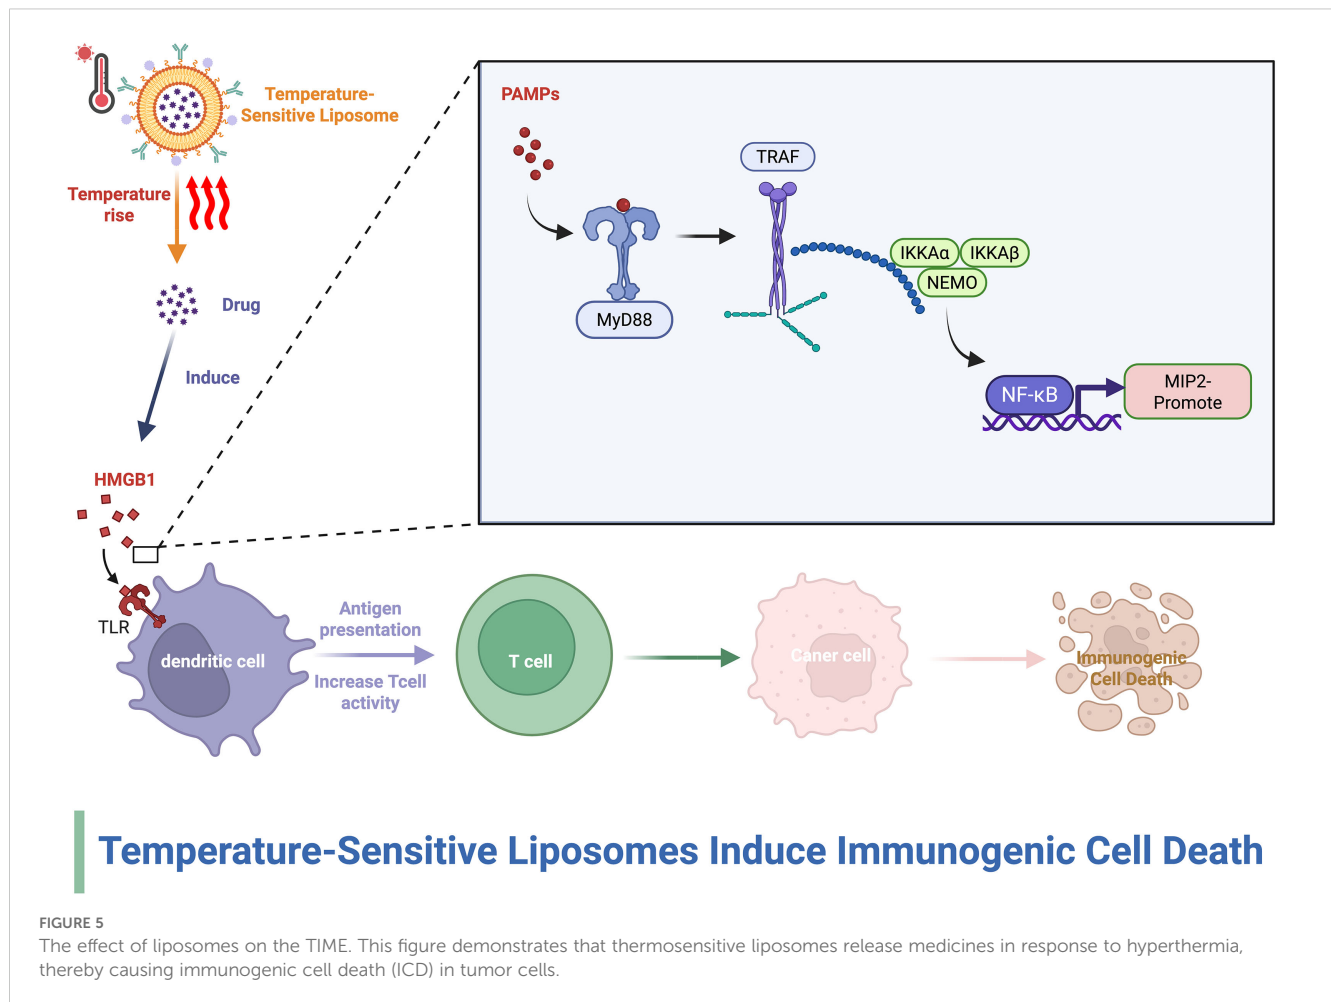 Temperature-
Sensitive Liposome
Temperature
rise
Drug
Induce
HMGB1
TLR
dendritic cell
Antigen
presentation
Increase Tcell
activity
T cell
Caner cell
Immunogenic
Cell Death
PAMPs
MyD88
TRAF
IKKAα
IKKAβ
NEMO
NF-κB
MIP2-
Promote
Temperature-Sensitive Liposomes Induce Immunogenic Cell Death
FIGURE 5
The effect of liposomes on the TIME. This figure demonstrates that thermosensitive liposomes release medicines in response to hyperthermia,
thereby causing immunogenic cell death (ICD) in tumor cells.